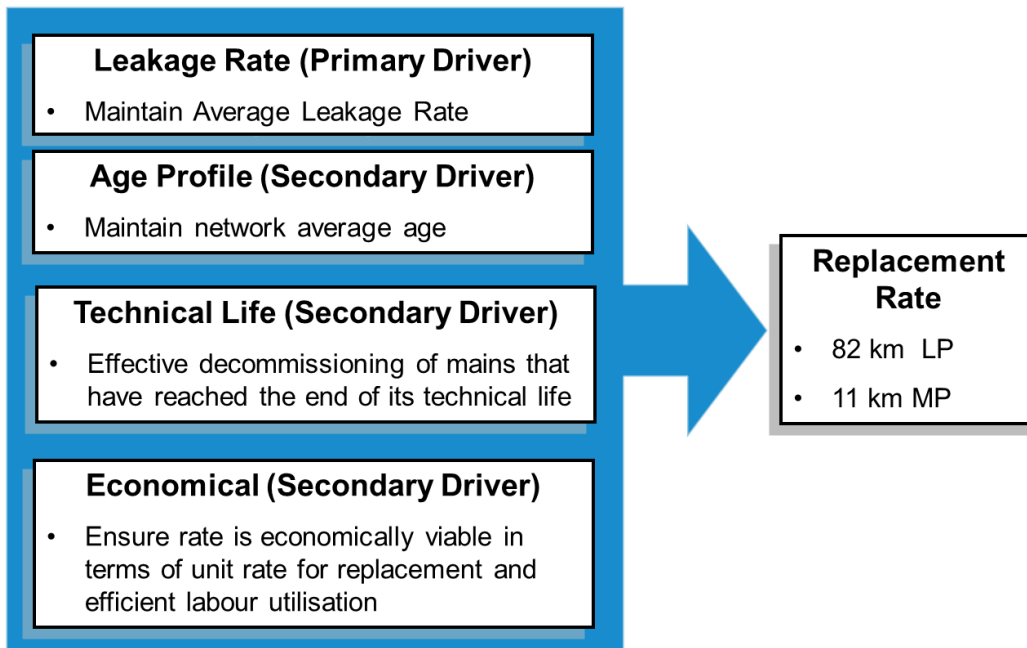 Leakage Rate (Primary Driver)
• Maintain Average Leakage Rate
Age Profile (Secondary Driver)
• Maintain network average age
Technical Life (Secondary Driver)
• Effective decommissioning of mains that
have reached the end of its technical life
Economical (Secondary Driver)
• Ensure rate is economically viable in
terms of unit rate for replacement and
efficient labour utilisation
Replacement
Rate
• 82 km LP
• 11 km MP